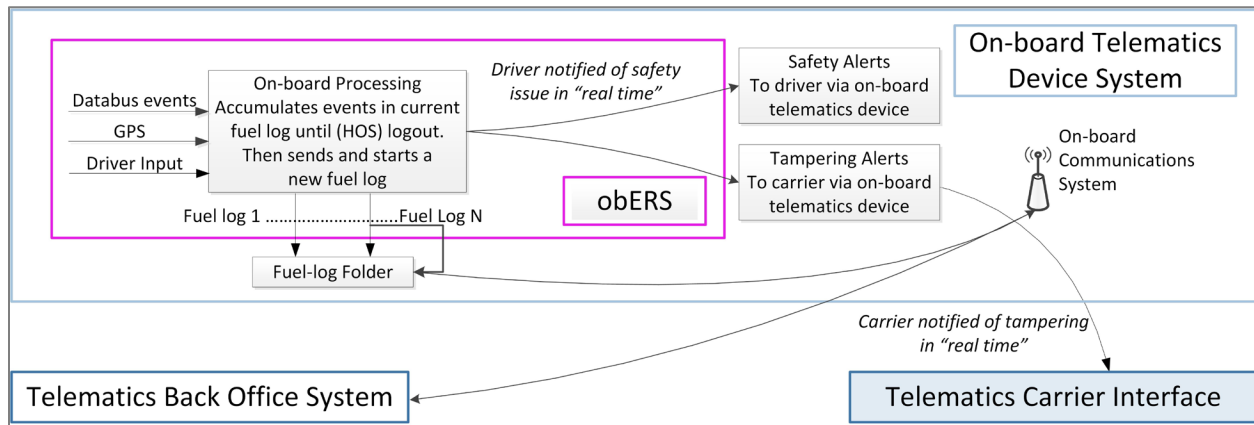 On-board Telematics
Device System
Safety Alerts
To driver via on-board
telematics device
Driver notified of safety
issue in “real time”
On-board Processing
Accumulates events in current
fuel log until (HOS) logout.
Then sends and starts a
new fuel log
Databus events
GPS
Driver Input
On-board
Communications
System
Tampering Alerts
To carrier via on-board
telematics device
obERS
Fuel log 1 ..............................Fuel Log N
Fuel-log Folder
Carrier notified of tampering
in “real time”
Telematics Back Office System
Telematics Carrier Interface